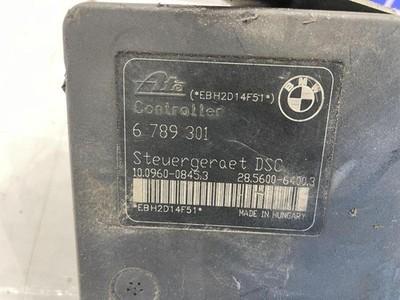 Ate (*EBH2D14F51*)
BMW
Controller
6 789 301
Steuergeraet DSC
10.0960-0845.3 28.5600-6400.3
H
*EBH2D14F51* MADE IN HUNGARY